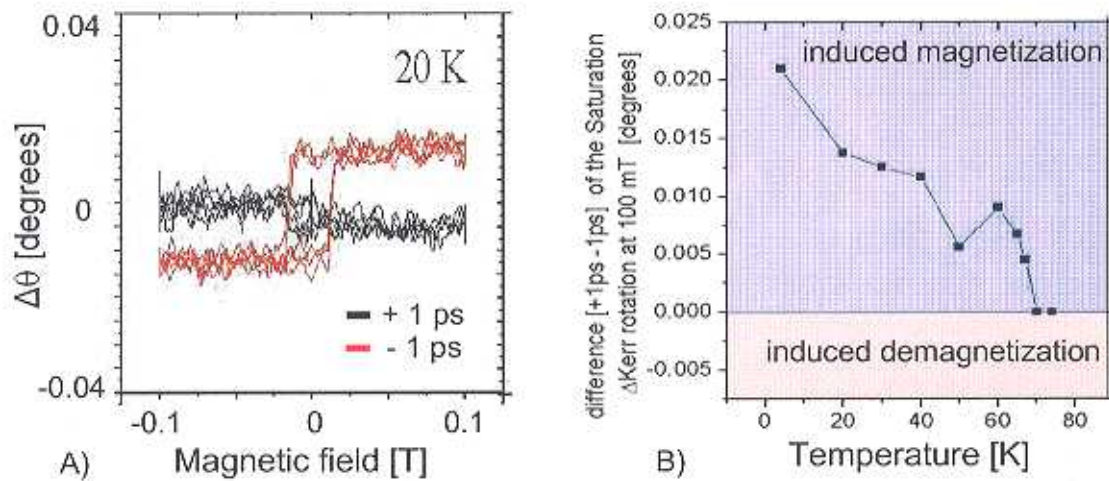 0.04
0
-0.04
Δθ [degrees]
20 K
+ 1 ps
- 1 ps
-0.1
0
0.1
Magnetic field [T]
A)
difference [+1ps -1ps] of the Saturation
ΔKerr rotation at 100 mT [degrees]
0.025
0.020
0.015
0.010
0.005
0.000
-0.005
induced magnetization
induced demagnetization
0
20
40
60
80
Temperature [K]
B)